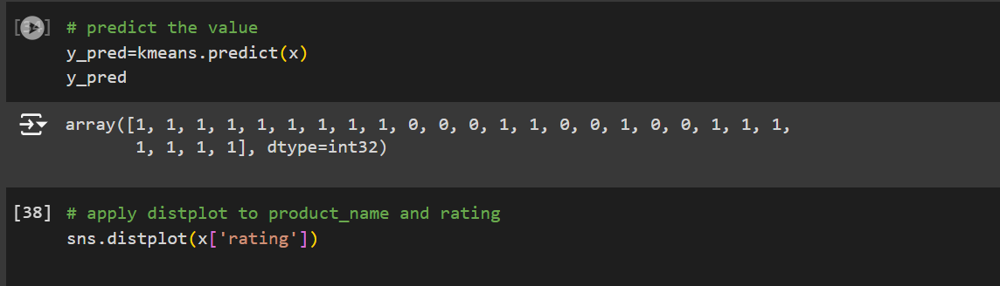 [34] # predict the value
y_pred=kmeans.predict(x)
y_pred
array([1, 1, 1, 1, 1, 1, 1, 1, 1, 0, 0, 0, 1, 1, 0, 0, 1, 0, 0, 1, 1, 1,
1, 1, 1, 1], dtype=int32)
[38] # apply distplot to product_name and rating
sns.distplot(x['rating'])